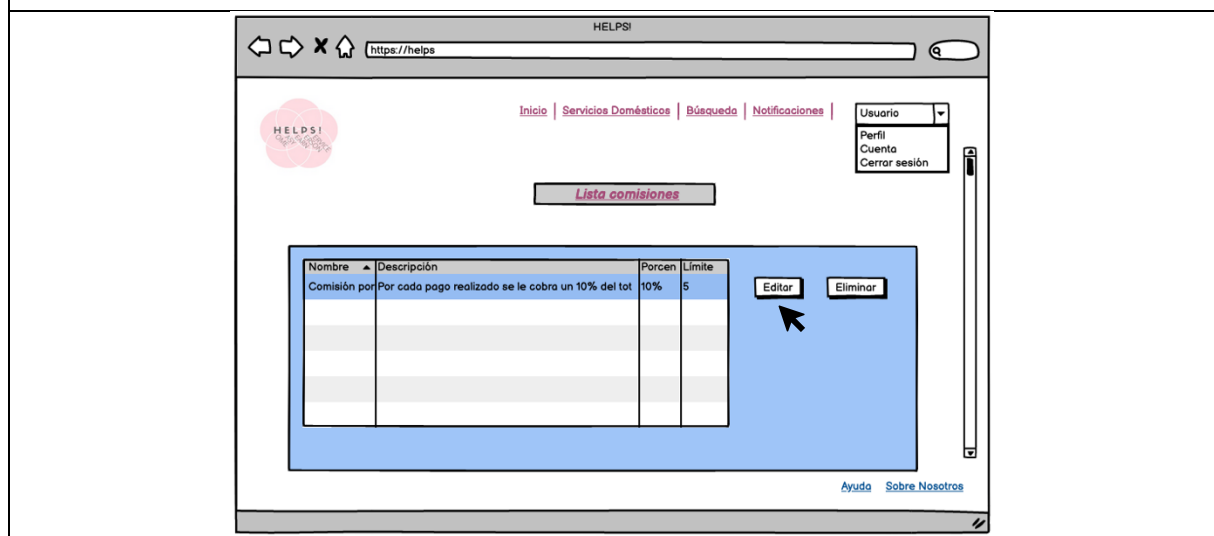 HELPS!
https://helps
Inicio | Servicios Domésticos | Búsqueda | Notificaciones |
Usuario
Perfil
Cuenta
Cerrar sesión
HELPS!
Lista comisiones
Nombre Descripción Porcen Límite
Comisión por Por cada pago realizado se le cobra un 10% del tot 10% 5
Editar Eliminar
Ayuda Sobre Nosotros